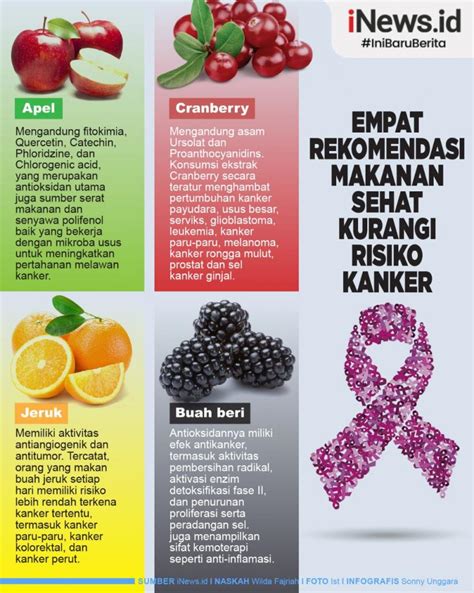 iNews.id
#IniBaruBerita
EMPAT
REKOMENDASI
MAKANAN
SEHAT
KURANGI
RISIKO
KANKER
Apel
Mengandung fitokimia,
Quercetin, Catechin,
Phloridzine, dan
Chlorogenic acid,
yang merupakan
antioksidan utama
juga sumber serat
makanan dan
senyawa polifenol
baik yang bekerja
dengan mikroba usus
untuk meningkatkan
pertahanan melawan
kanker.
Cranberry
Mengandung asam
Ursolat dan
Proanthocyanidins.
Konsumsi ekstrak
Cranberry secara
teratur menghambat
pertumbuhan kanker
payudara, usus besar,
serviks, glioblastoma,
leukemia, kanker
paru-paru, melanoma,
kanker rongga mulut,
prostat dan sel
kanker ginjal.
Jeruk
Memiliki aktivitas
antiangiogenik dan
antitumor. Tercatat,
orang yang makan
buah jeruk setiap
hari memiliki risiko
lebih rendah terkena
kanker tertentu,
termasuk kanker
paru-paru, kanker
kolorektal, dan
kanker perut.
Buah beri
Antioksidannya miliki
efek antikanker,
termasuk aktivitas
pembersihan radikal,
aktivasi enzim
detoksifikasi fase II,
dan penurunan
proliferasi serta
peradangan sel.
juga menampilkan
sifat kemoterapi
seperti anti-inflamasi.
SUMBER iNews.id I NASKAH Wilda Fajriah I FOTO Ist I INFOGRAFIS Sonny Unggara